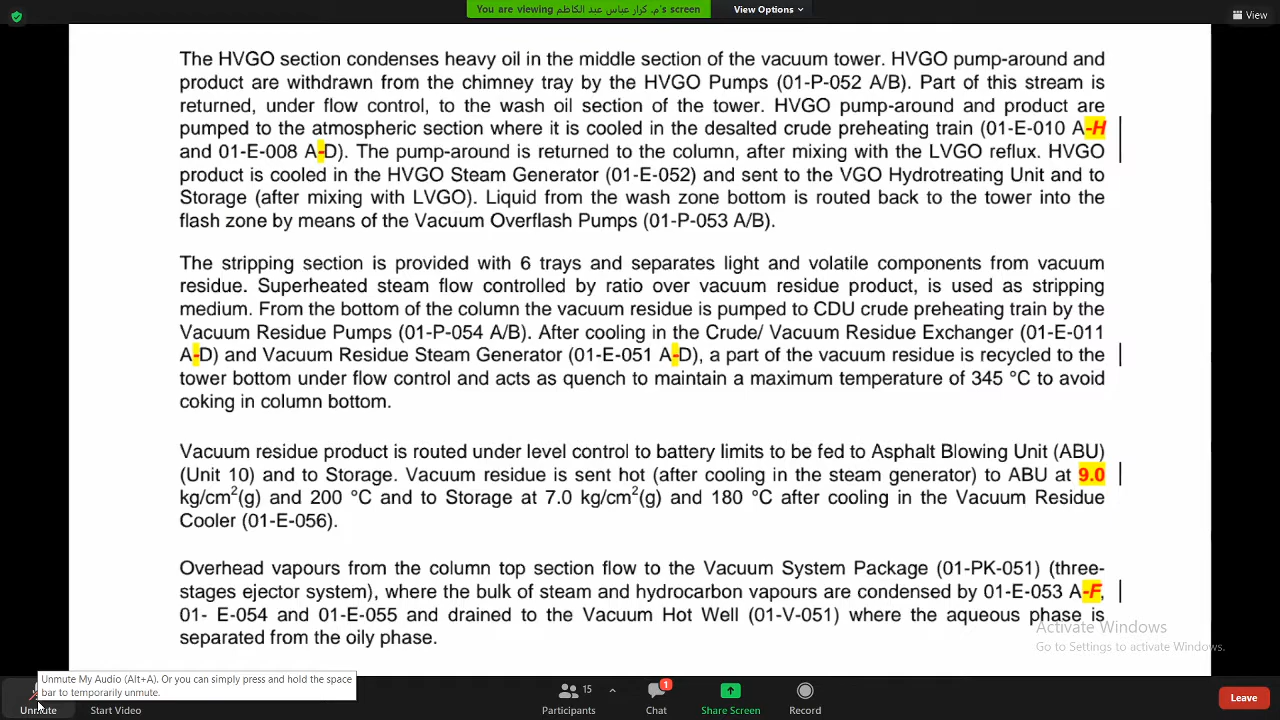 You are viewing م. كرار عباس عبد الكاظم's screen
View Options
View
The HVGO section condenses heavy oil in the middle section of the vacuum tower. HVGO pump-around and
product are withdrawn from the chimney tray by the HVGO Pumps (01-P-052 A/B). Part of this stream is
returned, under flow control, to the wash oil section of the tower. HVGO pump-around and product are
pumped to the atmospheric section where it is cooled in the desalted crude preheating train (01-E-010 A-H
and 01-E-008 A-D). The pump-around is returned to the column, after mixing with the LVGO reflux. HVGO
product is cooled in the HVGO Steam Generator (01-E-052) and sent to the VGO Hydrotreating Unit and to
Storage (after mixing with LVGO). Liquid from the wash zone bottom is routed back to the tower into the
flash zone by means of the Vacuum Overflash Pumps (01-P-053 A/B).
The stripping section is provided with 6 trays and separates light and volatile components from vacuum
residue. Superheated steam flow controlled by ratio over vacuum residue product, is used as stripping
medium. From the bottom of the column the vacuum residue is pumped to CDU crude preheating train by the
Vacuum Residue Pumps (01-P-054 A/B). After cooling in the Crude/ Vacuum Residue Exchanger (01-E-011
A-D) and Vacuum Residue Steam Generator (01-E-051 A-D), a part of the vacuum residue is recycled to the
tower bottom under flow control and acts as quench to maintain a maximum temperature of 345 °C to avoid
coking in column bottom.
Vacuum residue product is routed under level control to battery limits to be fed to Asphalt Blowing Unit (ABU)
(Unit 10) and to Storage. Vacuum residue is sent hot (after cooling in the steam generator) to ABU at 9.0
kg/cm²(g) and 200 °C and to Storage at 7.0 kg/cm²(g) and 180 °C after cooling in the Vacuum Residue
Cooler (01-E-056).
Overhead vapours from the column top section flow to the Vacuum System Package (01-PK-051) (three-
stages ejector system), where the bulk of steam and hydrocarbon vapours are condensed by 01-E-053 A-F,
01- E-054 and 01-E-055 and drained to the Vacuum Hot Well (01-V-051) where the aqueous phase is
separated from the oily phase.
Activate Windows
Go to Settings to activate Windows.
Unmute My Audio (Alt+A). Or you can simply press and hold the space
bar to temporarily unmute.
Unmute
Start Video
15
Participants
1
Chat
Share Screen
Record
Leave